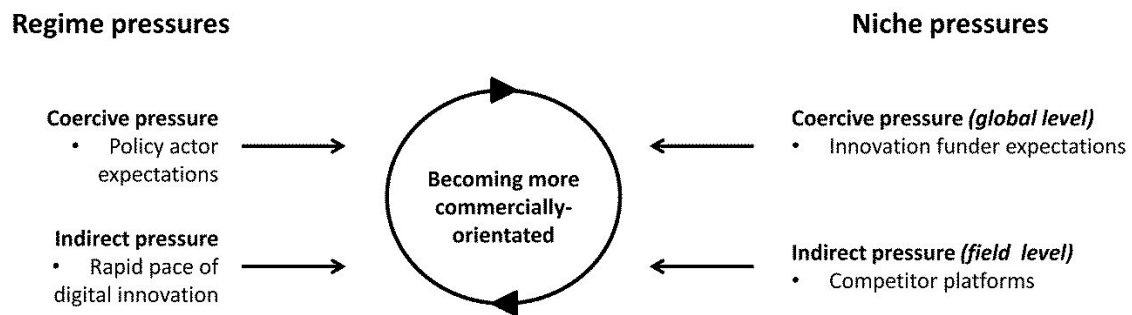 Regime pressures
Niche pressures
Coercive pressure
• Policy actor
expectations
Indirect pressure
• Rapid pace of
digital innovation
Becoming more
commercially-
orientated
Coercive pressure (global level)
• Innovation funder expectations
Indirect pressure (field level)
• Competitor platforms